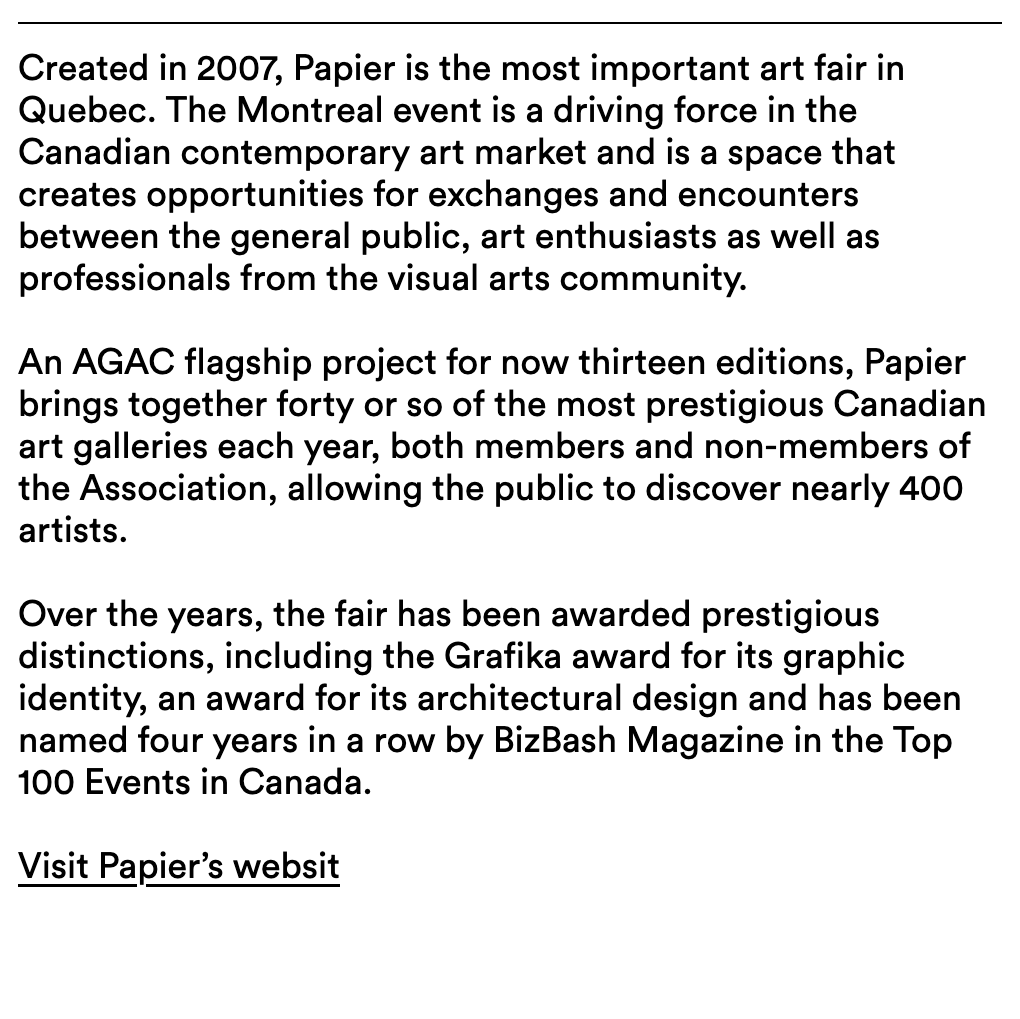 Created in 2007, Papier is the most important art fair in
Quebec. The Montreal event is a driving force in the
Canadian contemporary art market and is a space that
creates opportunities for exchanges and encounters
between the general public, art enthusiasts as well as
professionals from the visual arts community.
An AGAC flagship project for now thirteen editions, Papier
brings together forty or so of the most prestigious Canadian
art galleries each year, both members and non-members of
the Association, allowing the public to discover nearly 400
artists.
Over the years, the fair has been awarded prestigious
distinctions, including the Grafika award for its graphic
identity, an award for its architectural design and has been
named four years in a row by BizBash Magazine in the Top
100 Events in Canada.
Visit Papier’s websit